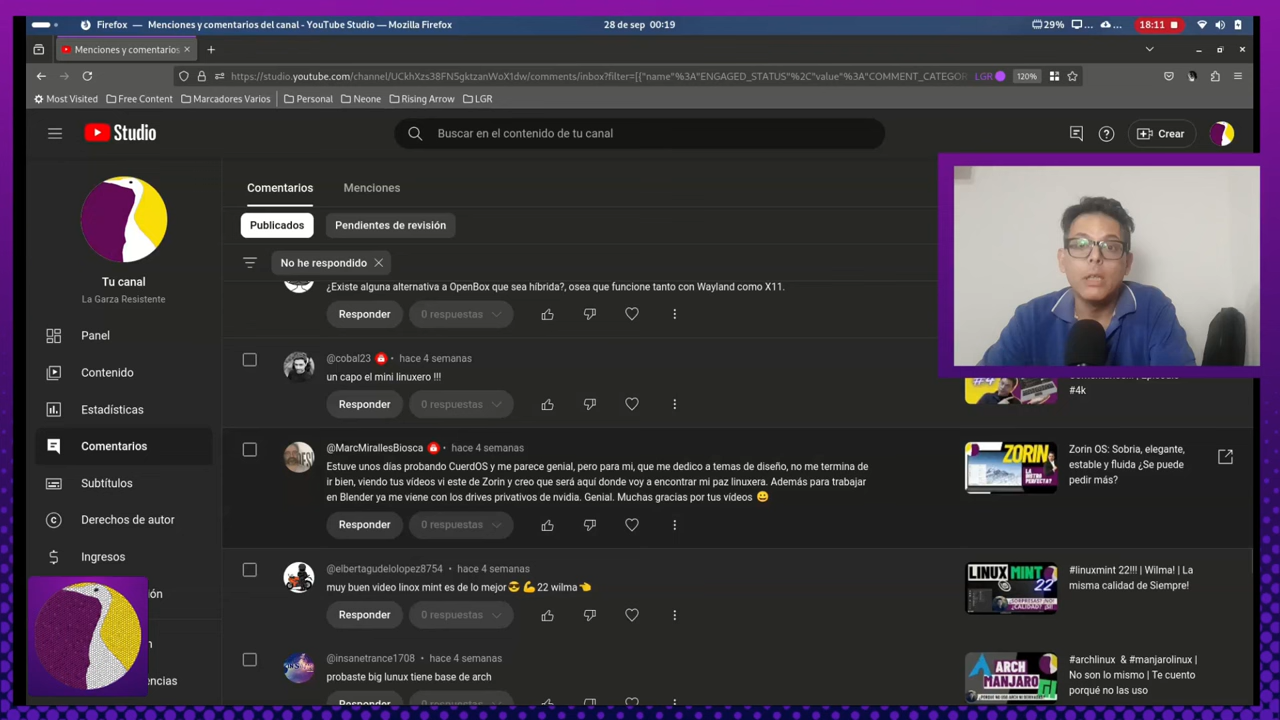 Firefox — Menciones y comentarios del canal - YouTube Studio — Mozilla Firefox
28 de sep 00:19
29%
18:11
Menciones y comentarios
https://studio.youtube.com/channel/UCkhXzs38FN5gktzanWoX1dw/comments/inbox?filter=[{"name"%3A"ENGAGED_STATUS"%2C"value"%3A"COMMENT_CATEGOR
LGR
120%
Most Visited
Free Content
Marcadores Varios
Personal
Neone
Rising Arrow
LGR
Studio
Buscar en el contenido de tu canal
Crear
Comentarios
Menciones
Publicados
Pendientes de revisión
No he respondido
Tu canal
La Garza Resistente
Panel
Contenido
Estadísticas
Comentarios
Subtítulos
Derechos de autor
Ingresos
¿Existe alguna alternativa a OpenBox que sea híbrida?, osea que funcione tanto con Wayland como X11.
Responder
0 respuestas
@cobal23 • hace 4 semanas
un capo el mini linuxero !!!
Responder
0 respuestas
#4
#4k
@MarcMirallesBiosca • hace 4 semanas
Estuve unos días probando CuerdOS y me parece genial, pero para mi, que me dedico a temas de diseño, no me termina de
ir bien, viendo tus vídeos vi este de Zorin y creo que será aquí donde voy a encontrar mi paz linuxera. Además para trabajar
en Blender ya me viene con los drives privativos de nvidia. Genial. Muchas gracias por tus vídeos 😀
Responder
0 respuestas
ZORIN
Zorin OS: Sobria, elegante,
estable y fluida ¿Se puede
pedir más?
@elbertagudelolopez8754 • hace 4 semanas
muy buen video linox mint es de lo mejor😎 💪 22 wilma👈
Responder
0 respuestas
LINUX MINT
22
#linuxmint 22!!! | Wilma! | La
misma calidad de Siempre!
@insanetrance1708 • hace 4 semanas
probaste big lunux tiene base de arch
ARCH
MANJARO
#archlinux & #manjarolinux |
No son lo mismo | Te cuento
porqué no las uso